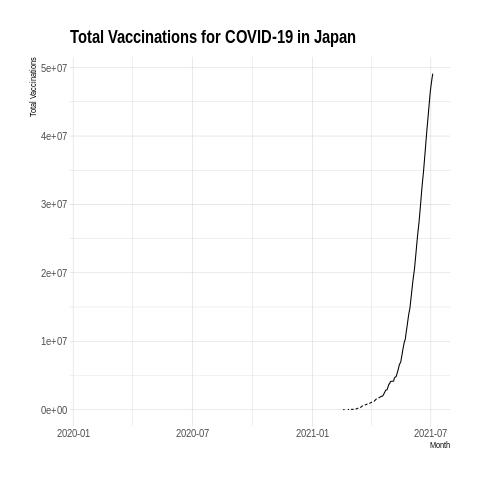 Total Vaccinations for COVID-19 in Japan
Total Vaccinations
5e+07
4e+07
3e+07
2e+07
1e+07
0e+00
2020-01 2020-07 2021-01 2021-07
Month